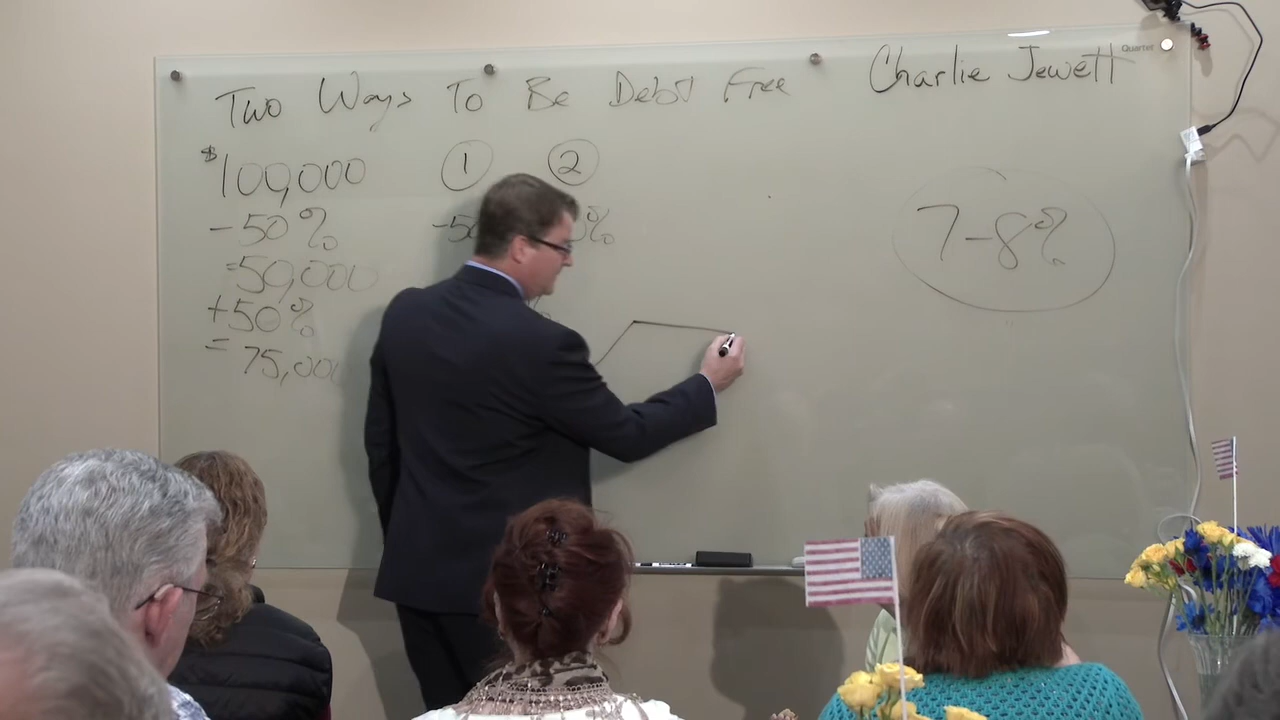 Two Ways To Be Debt Free
Charlie Jewett
Quartet
$100,000
-50%
=50,000
+50%
= 75,000
1 2
7-8%